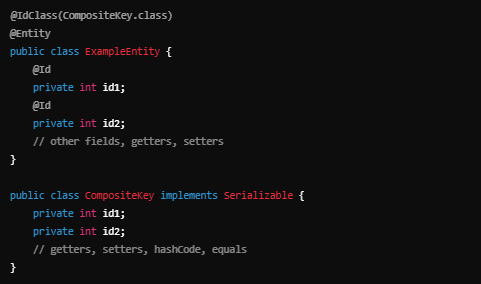 @IdClass(CompositeKey.class)
@Entity
public class ExampleEntity {
    @Id
    private int id1;
    @Id
    private int id2;
    // other fields, getters, setters
}

public class CompositeKey implements Serializable {
    private int id1;
    private int id2;
    // getters, setters, hashCode, equals
}